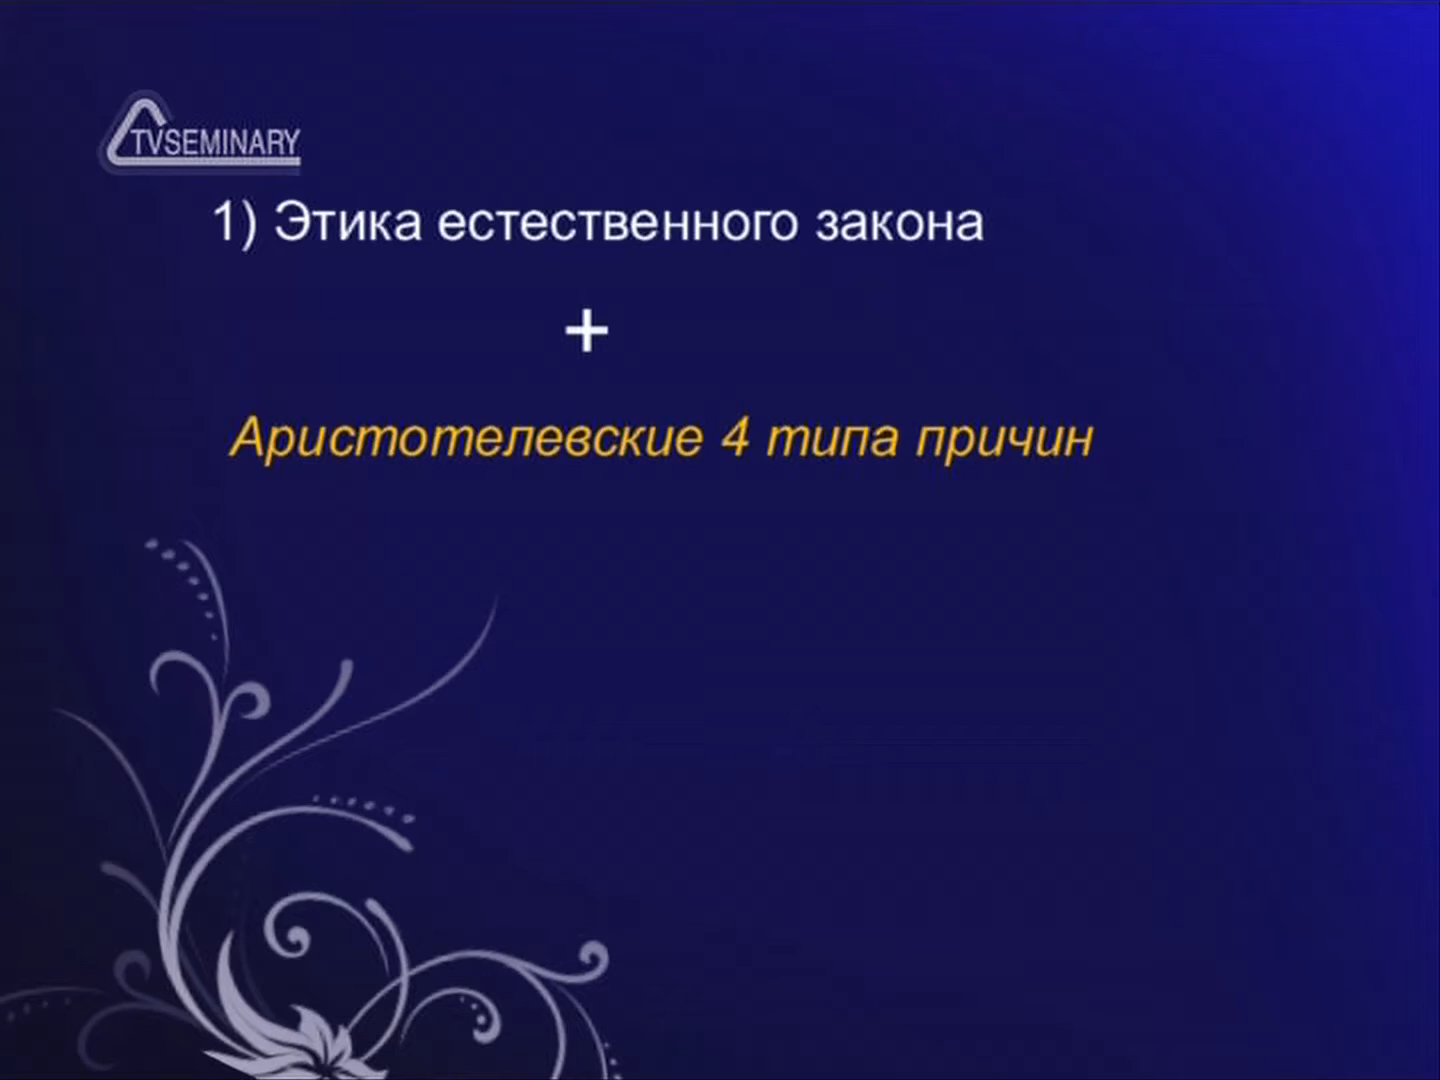 TVSEMINARY
1) Этика естественного закона
+
Аристотелевские 4 типа причин